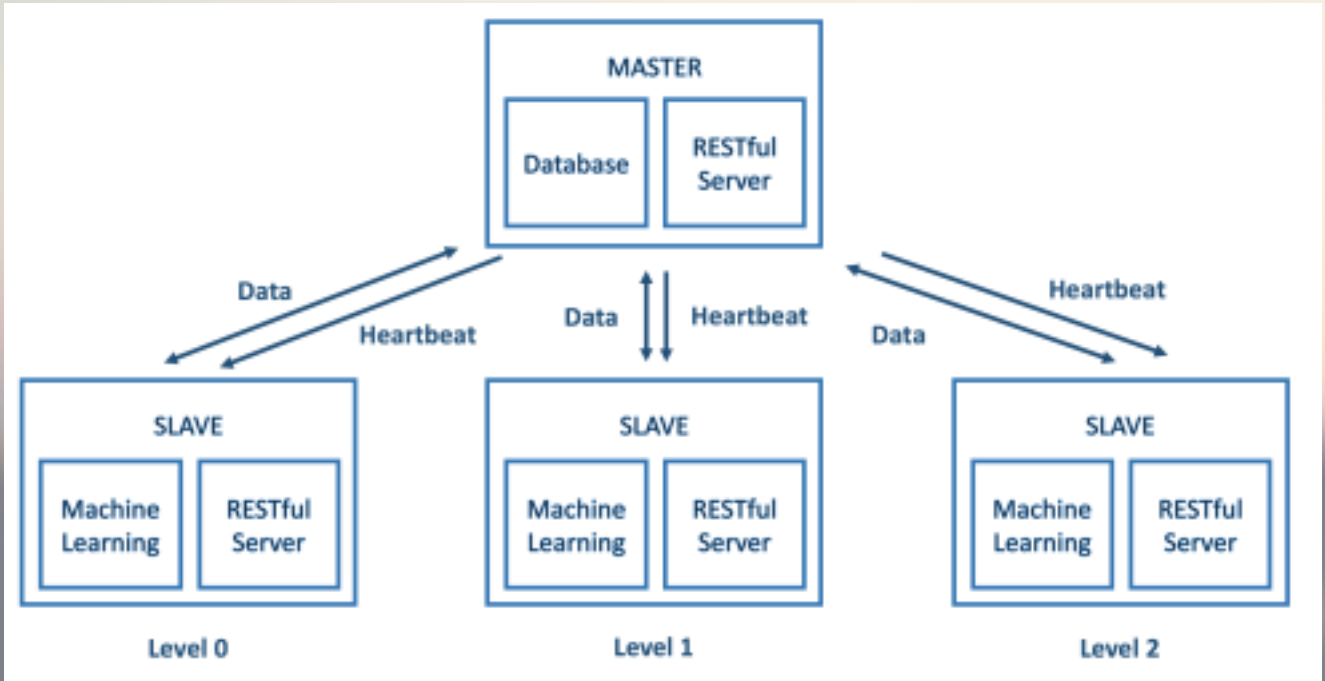 MASTER
Database
RESTful
Server
Data
Heartbeat
Data
Heartbeat
Heartbeat
Data
SLAVE
Machine
Learning
RESTful
Server
SLAVE
Machine
Learning
RESTful
Server
SLAVE
Machine
Learning
RESTful
Server
Level 0
Level 1
Level 2